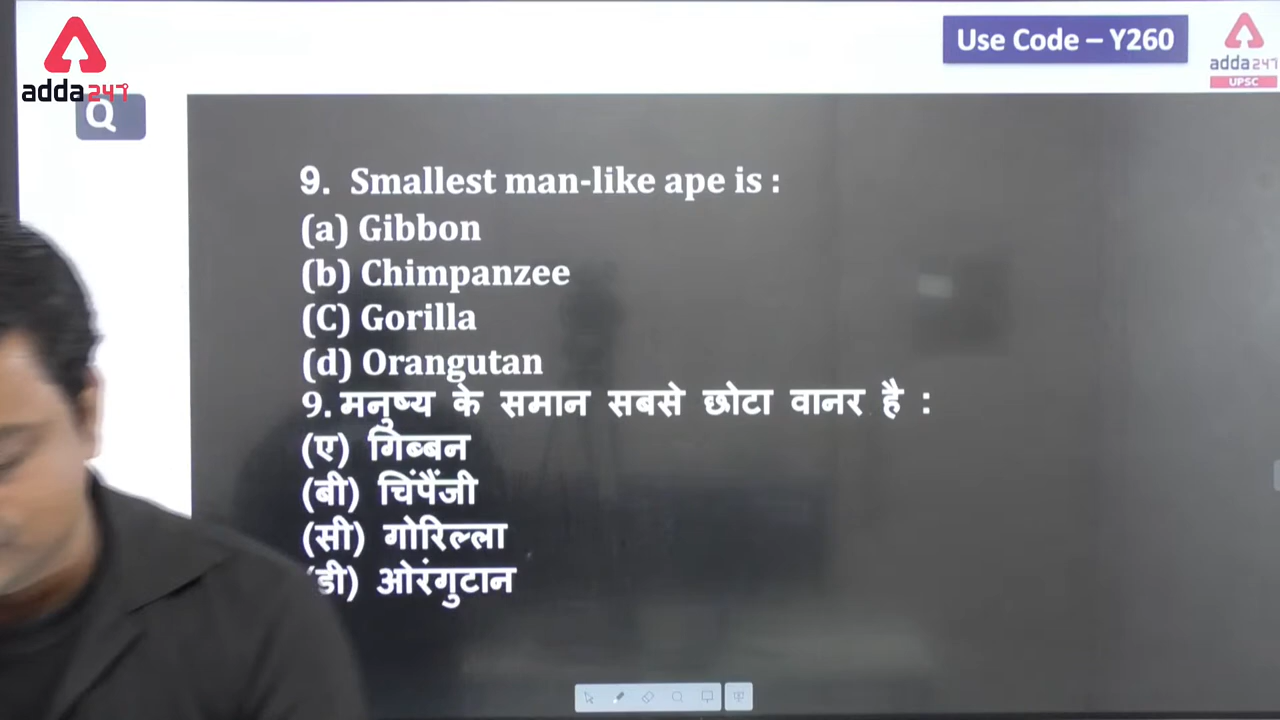 adda247
Use Code – Y260
adda247
UPSC
Q
9. Smallest man-like ape is :
(a) Gibbon
(b) Chimpanzee
(C) Gorilla
(d) Orangutan
9. मनुष्य के समान सबसे छोटा वानर है :
(ए) गिब्बन
(बी) चिंपैंजी
(सी) गोरिल्ला
(डी) ओरंगुटान